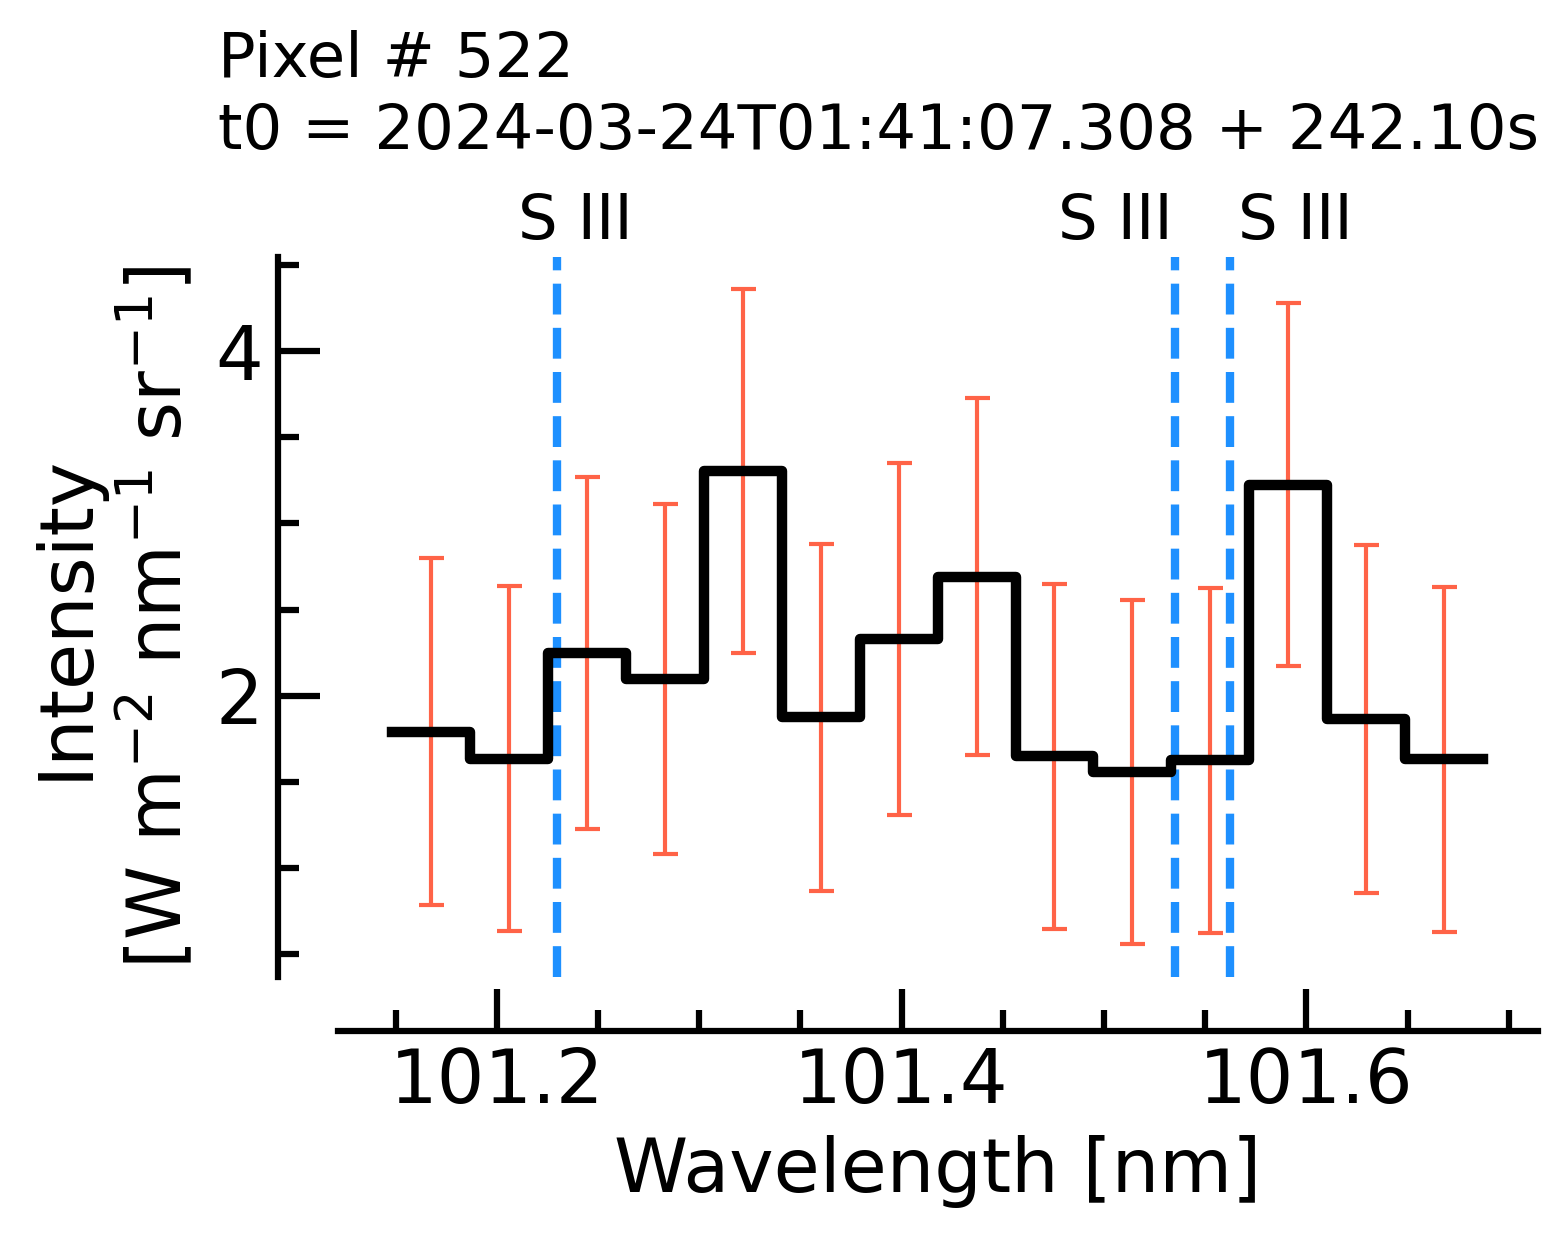 Pixel # 522
t0 = 2024-03-24T01:41:07.308 + 242.10s
S III S III S III
Intensity
[W m⁻² nm⁻¹ sr⁻¹]
4
2
101.2 101.4 101.6
Wavelength [nm]